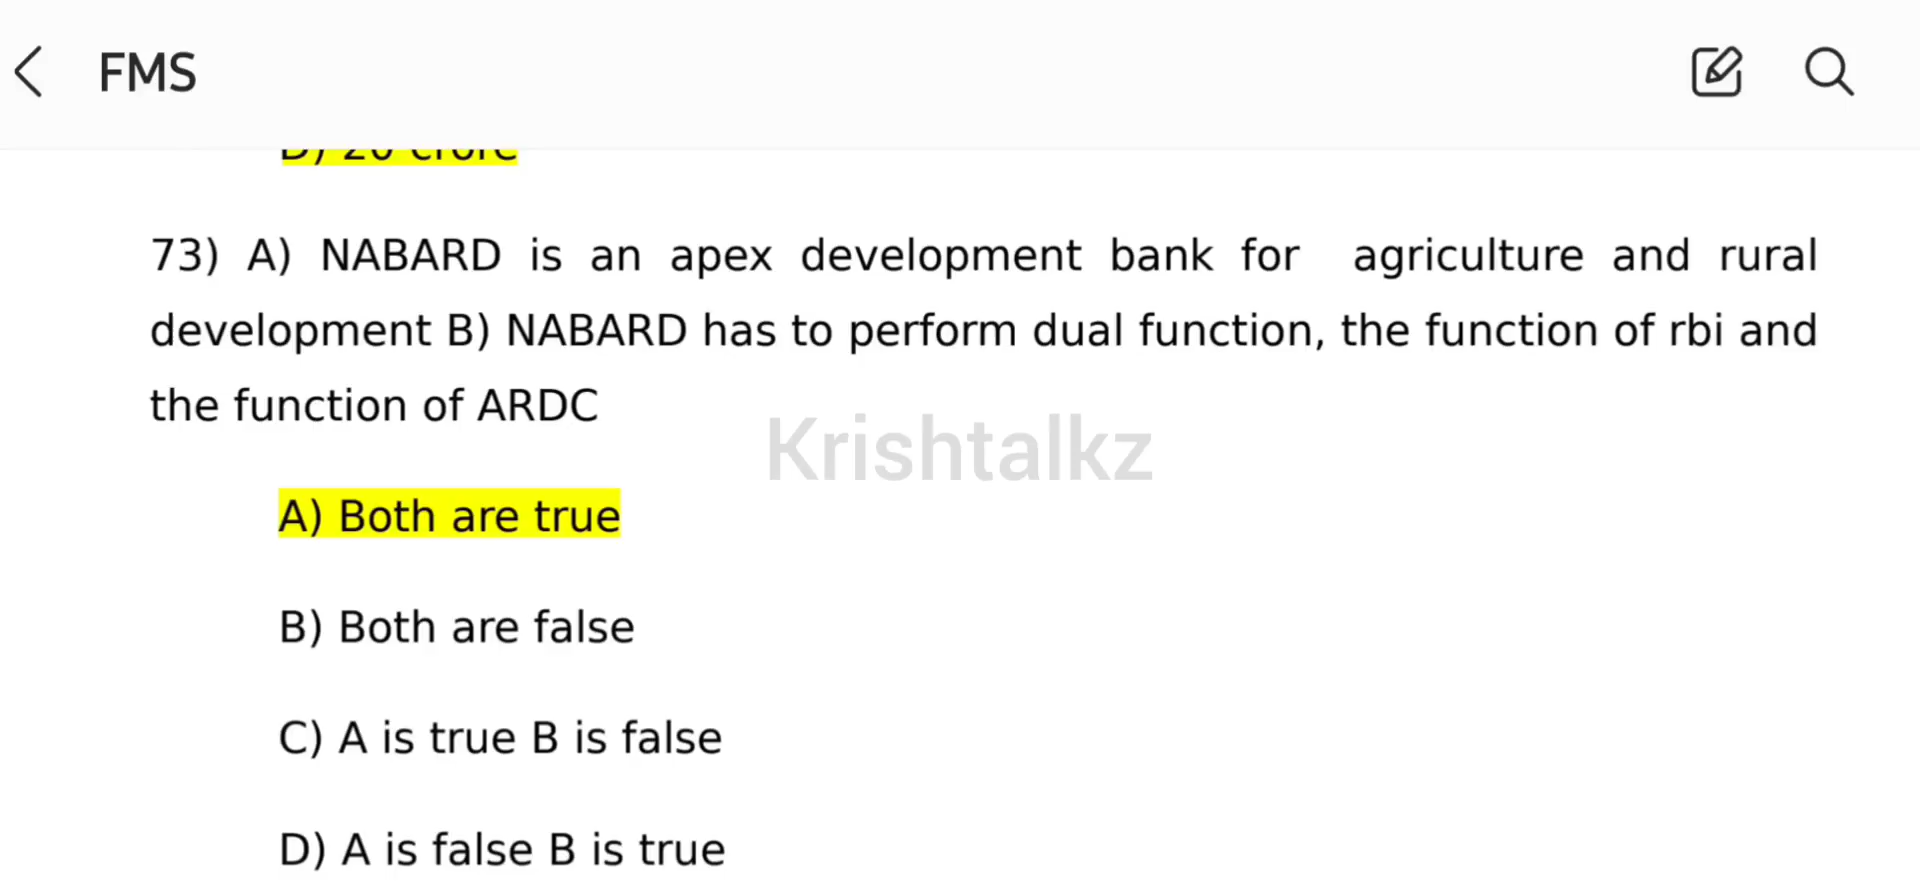 FMS
D) 20 crore
73) A) NABARD is an apex development bank for agriculture and rural
development B) NABARD has to perform dual function, the function of rbi and
the function of ARDC
Krishtalkz
A) Both are true
B) Both are false
C) A is true B is false
D) A is false B is true